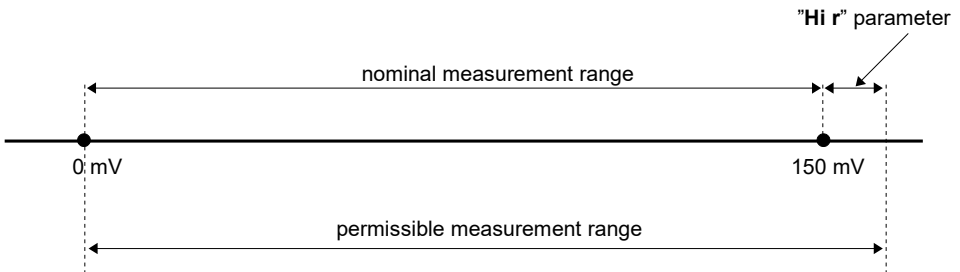 "Hi r" parameter
nominal measurement range
0 mV
150 mV
permissible measurement range